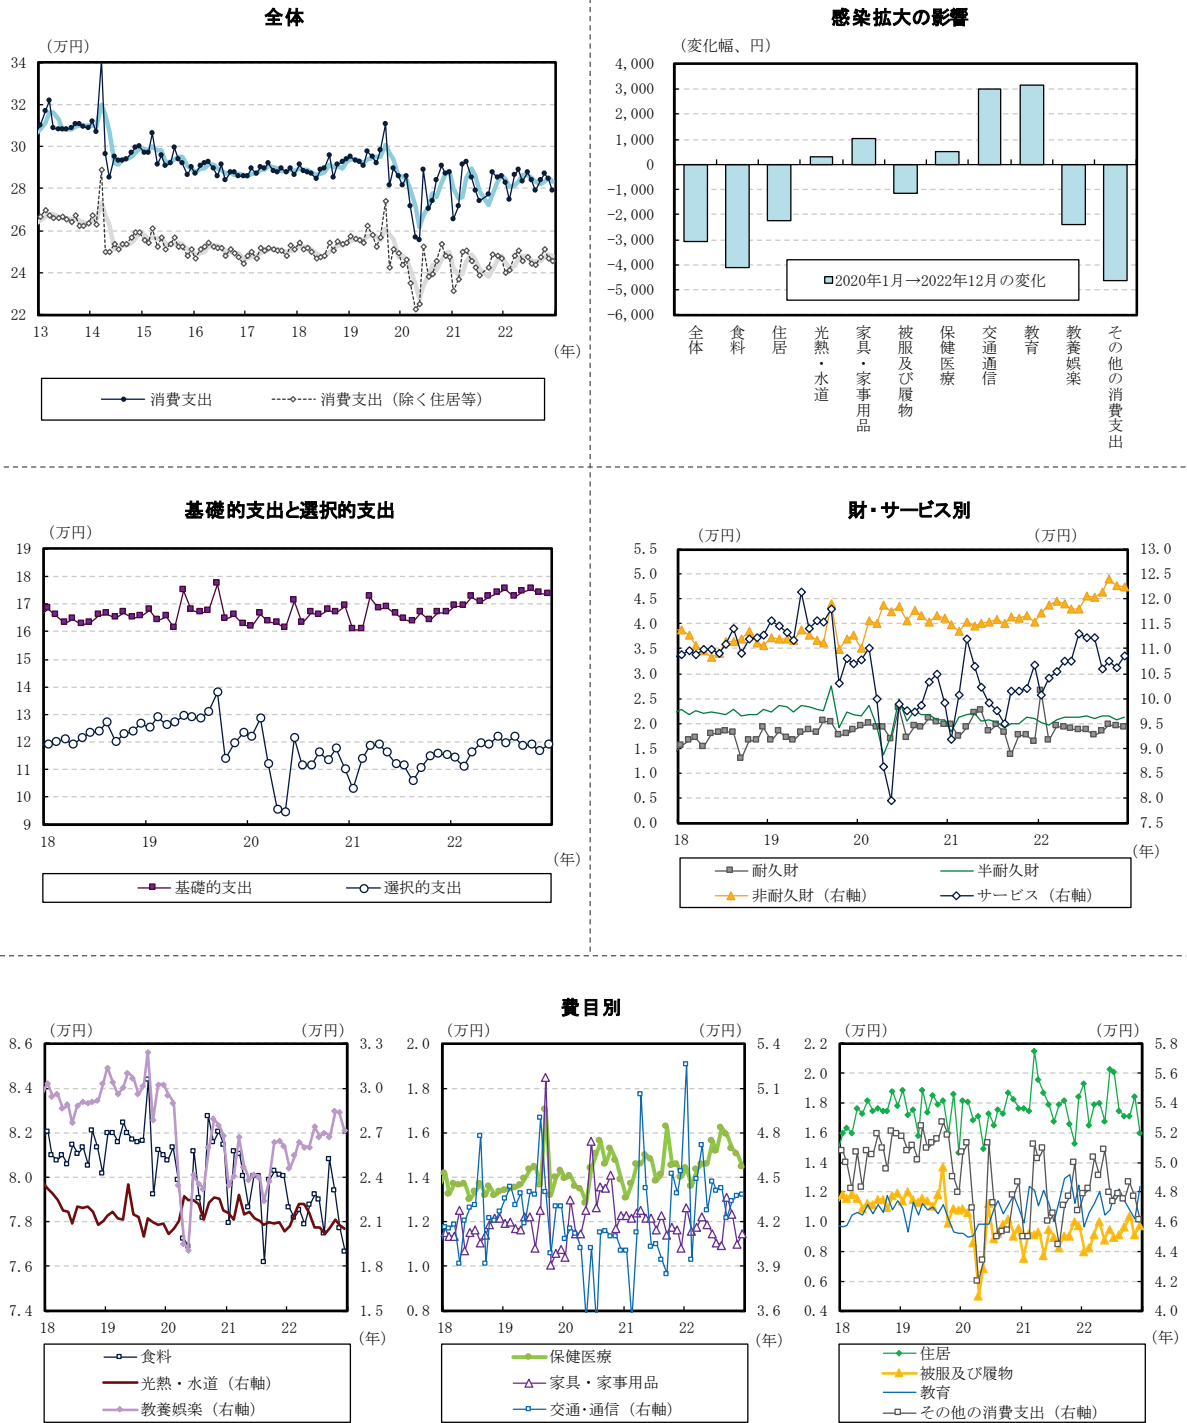 全体
（万円）
34
32
30
28
26
24
22
13 14 15 16 17 18 19 20 21 22
（年）
消費支出 消費支出（除く住居等）
感染拡大の影響
（変化幅、円）
4,000
3,000
2,000
1,000
0
-1,000
-2,000
-3,000
-4,000
-5,000
-6,000
2020年1月→2022年12月の変化
全体
食料
住居
光熱・水道
家具・家事用品
被服及び履物
保健医療
交通通信
教育
教養娯楽
その他の消費支出
基礎的支出と選択的支出
（万円）
19
18
17
16
15
14
13
12
11
10
9
18 19 20 21 22
（年）
基礎的支出 選択的支出
財・サービス別
（万円） （万円）
5.5 13.0
5.0 12.5
4.5 12.0
4.0 11.5
3.5 11.0
3.0 10.5
2.5 10.0
2.0 9.5
1.5 9.0
1.0 8.5
0.5 8.0
0.0 7.5
18 19 20 21 22
（年）
耐久財 半耐久財
非耐久財（右軸） サービス（右軸）
費目別
（万円） （万円）
8.6 3.3
8.4 3.0
8.2 2.7
8.0 2.4
7.8 2.1
7.6 1.8
7.4 1.5
18 19 20 21 22
（年）
食料
光熱・水道（右軸）
教養娯楽（右軸）
（万円） （万円）
2.0 5.4
1.8 5.1
1.6 4.8
1.4 4.5
1.2 4.2
1.0 3.9
0.8 3.6
18 19 20 21 22
（年）
保健医療
家具・家事用品
交通・通信（右軸）
（万円） （万円）
2.2 5.8
2.0 5.6
1.8 5.4
1.6 5.2
1.4 5.0
1.2 4.8
1.0 4.6
0.8 4.4
0.6 4.2
0.4 4.0
18 19 20 21 22
（年）
住居
被服及び履物
教育
その他の消費支出（右軸）